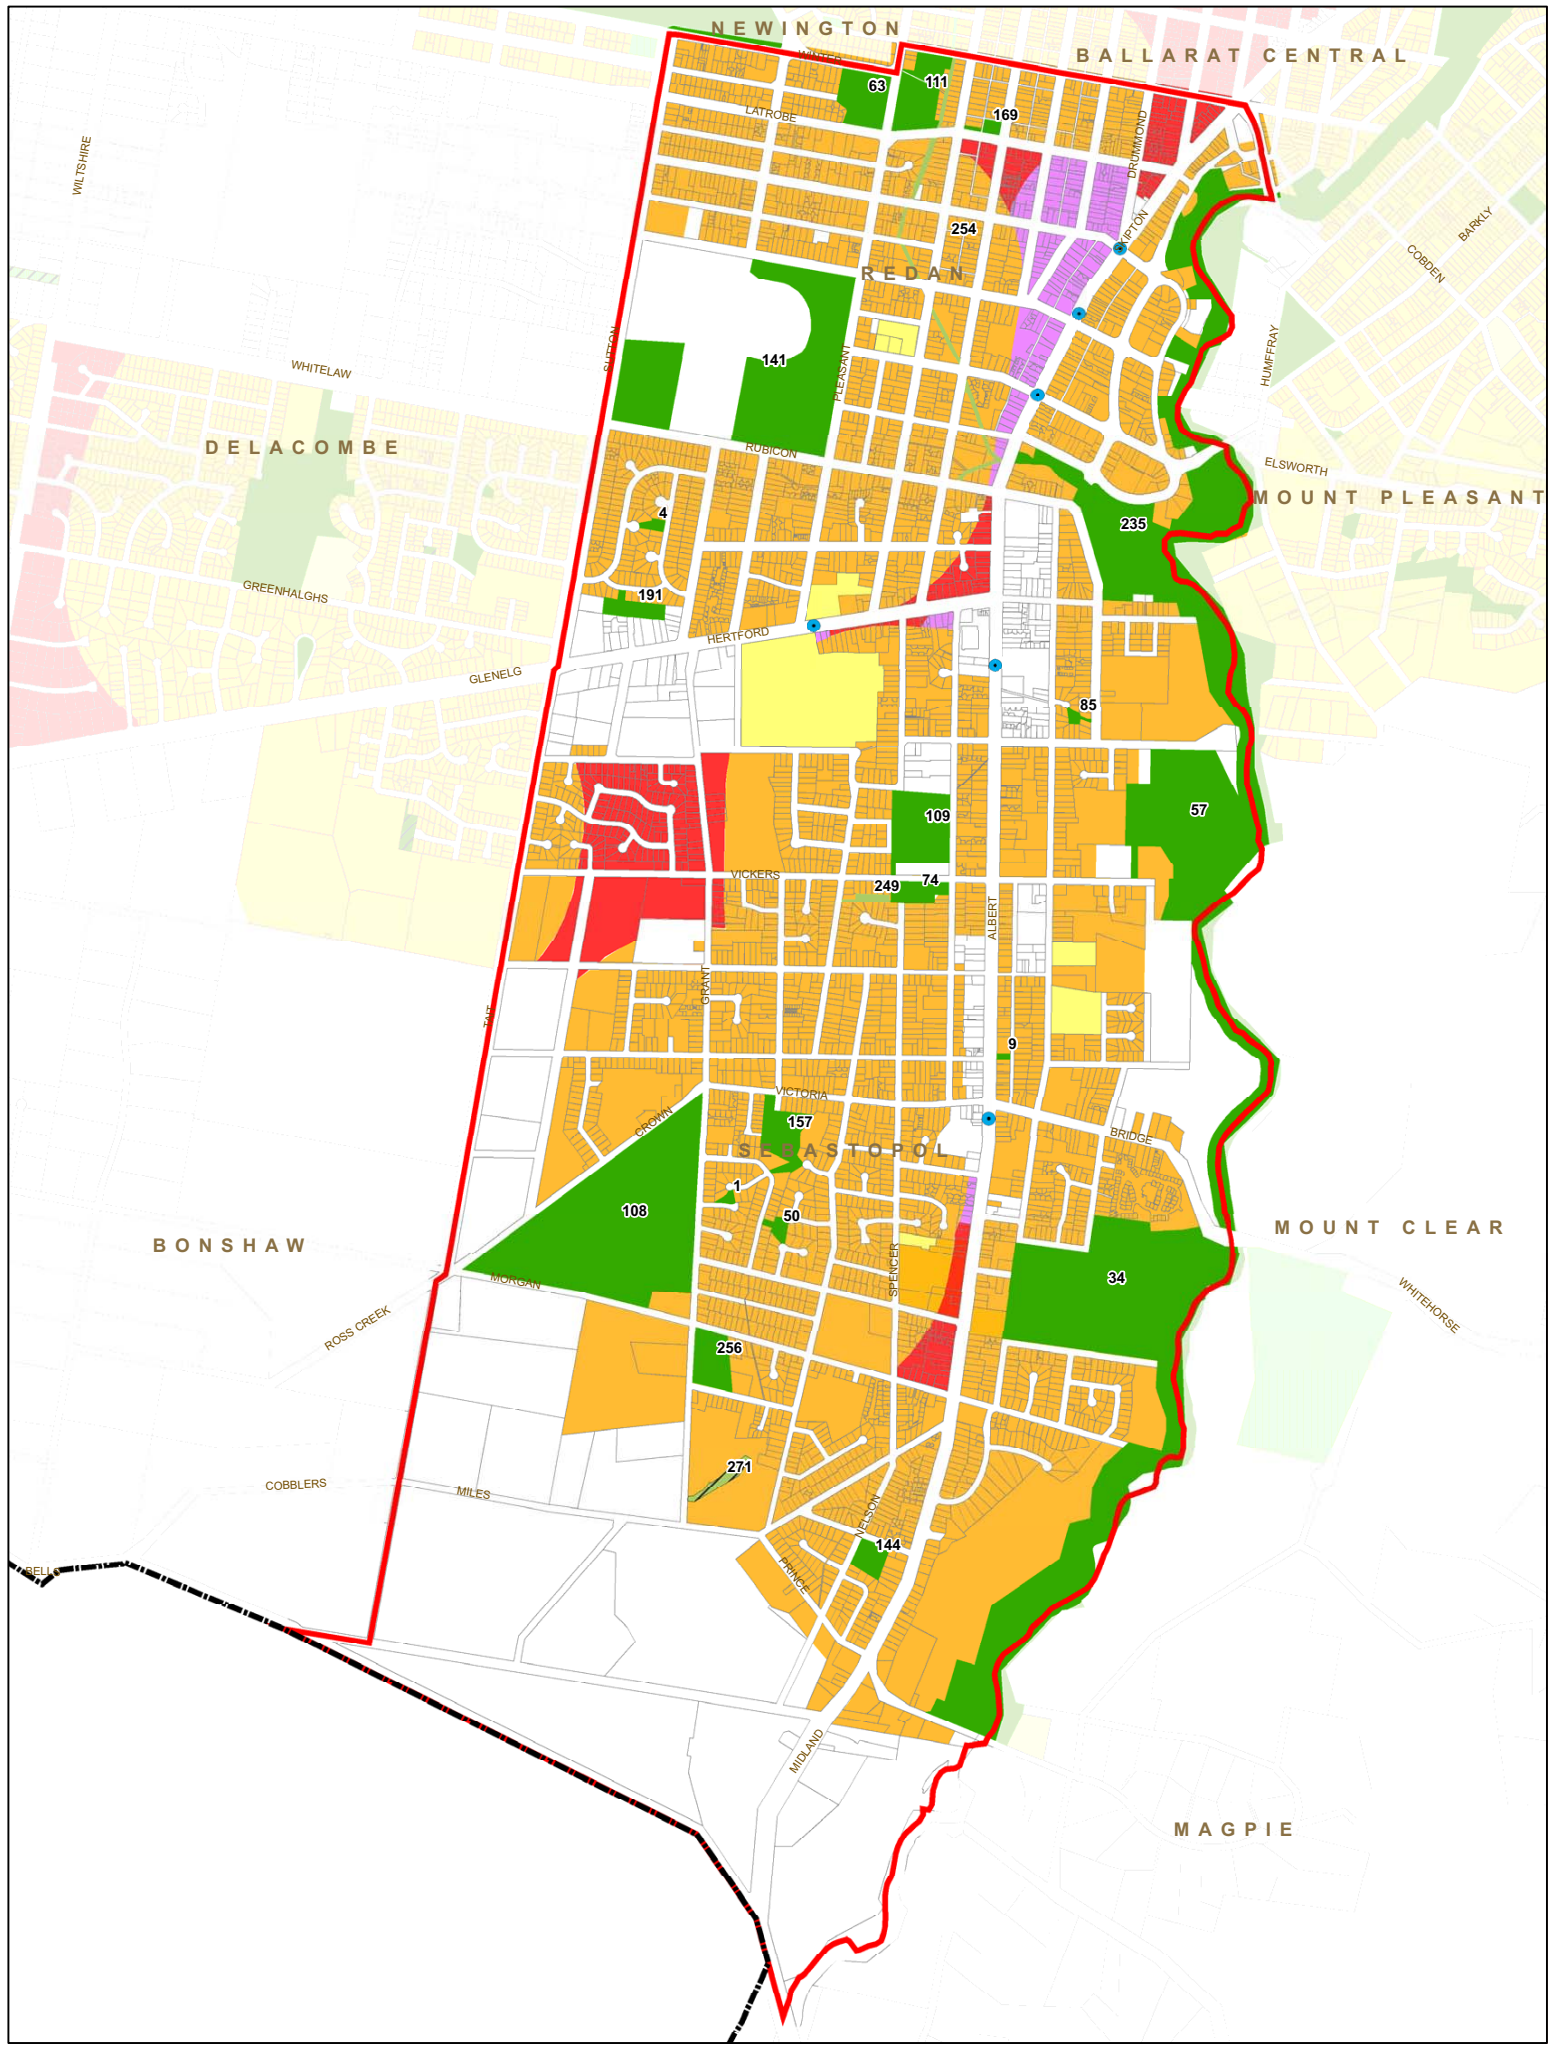 NEWINGTON
BALLARAT CENTRAL
WINTER
63
111
169
LATROBE
DRUMMOND
WILTSHIRE
BARKLY
254
SKIPTON
COBDEN
REDAN
SUTTON
141
PLEASANT
HUMFFRAY
WHITELAW
DELACOMBE
RUBICON
ELSWORTH
MOUNT PLEASANT
4
235
GREENHALGHS
191
HERTFORD
GLENELG
85
57
109
VICKERS
249
74
ALBERT
GRANT
TAIT
9
VICTORIA
CROWN
157
BRIDGE
SEBASTOPOL
1
108
50
MOUNT CLEAR
BONSHAW
SPENCER
34
MORGAN
WHITEHORSE
ROSS CREEK
256
271
COBBLERS
MILES
NELSON
144
BELLS
PRINCE
MIDLAND
MAGPIE